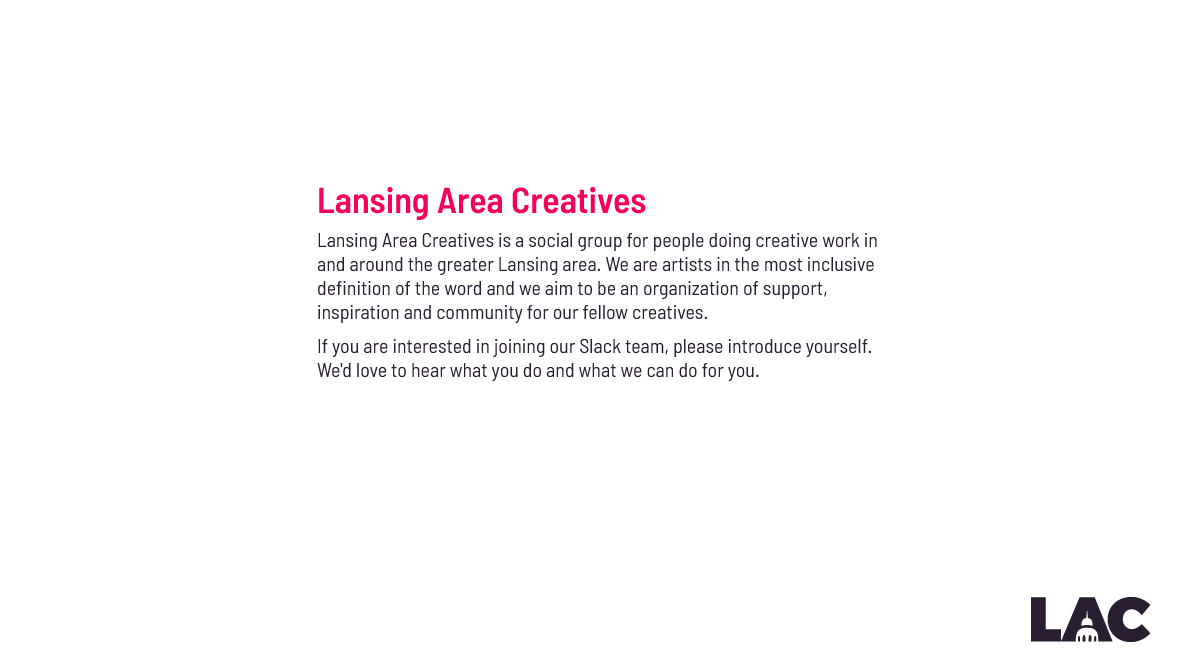 Lansing Area Creatives
Lansing Area Creatives is a social group for people doing creative work in
and around the greater Lansing area. We are artists in the most inclusive
definition of the word and we aim to be an organization of support,
inspiration and community for our fellow creatives.
If you are interested in joining our Slack team, please introduce yourself.
We'd love to hear what you do and what we can do for you.
LAC